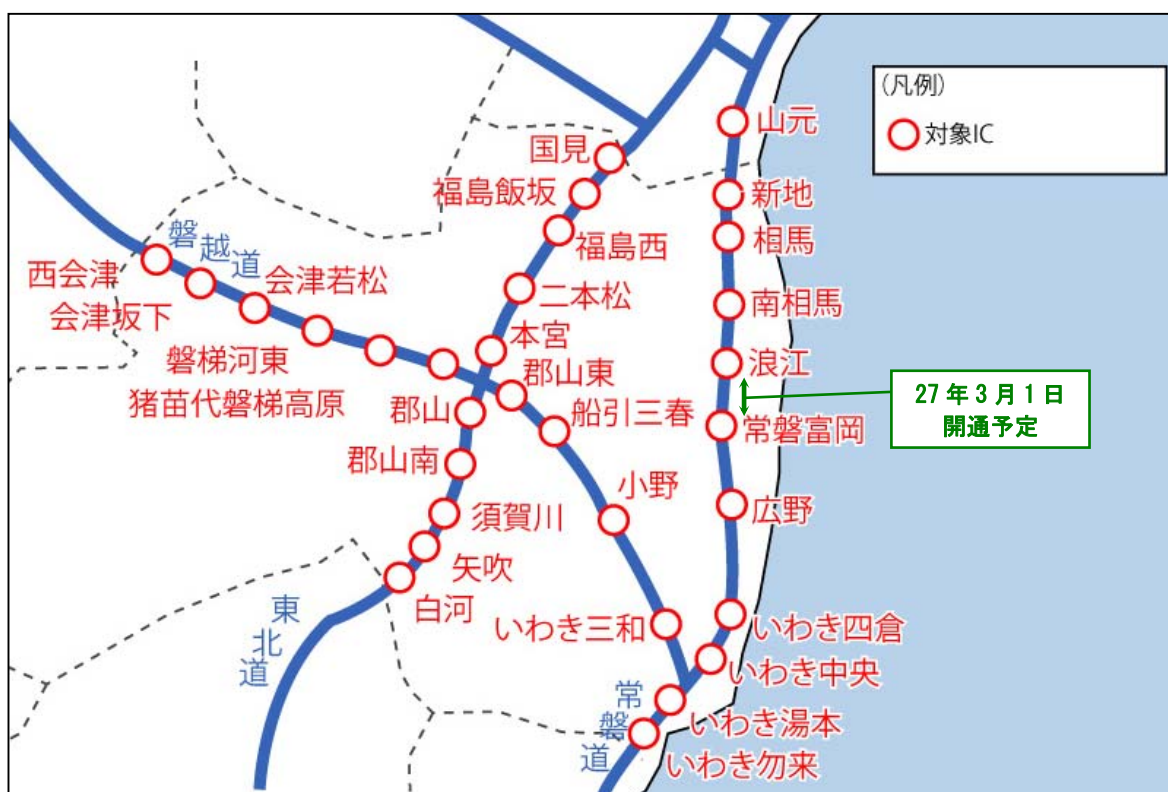 (凡例)
対象IC
山元
国見
新地
福島飯坂
相馬
福島西
磐越道
西会津
会津若松
二本松
南相馬
会津坂下
本宮
浪江
磐梯河東
郡山東
27年3月1日
開通予定
猪苗代磐梯高原
郡山
船引三春
常磐富岡
郡山南
小野
広野
須賀川
矢吹
白河
東北道
いわき三和
いわき四倉
いわき中央
常磐道
いわき湯本
いわき勿来